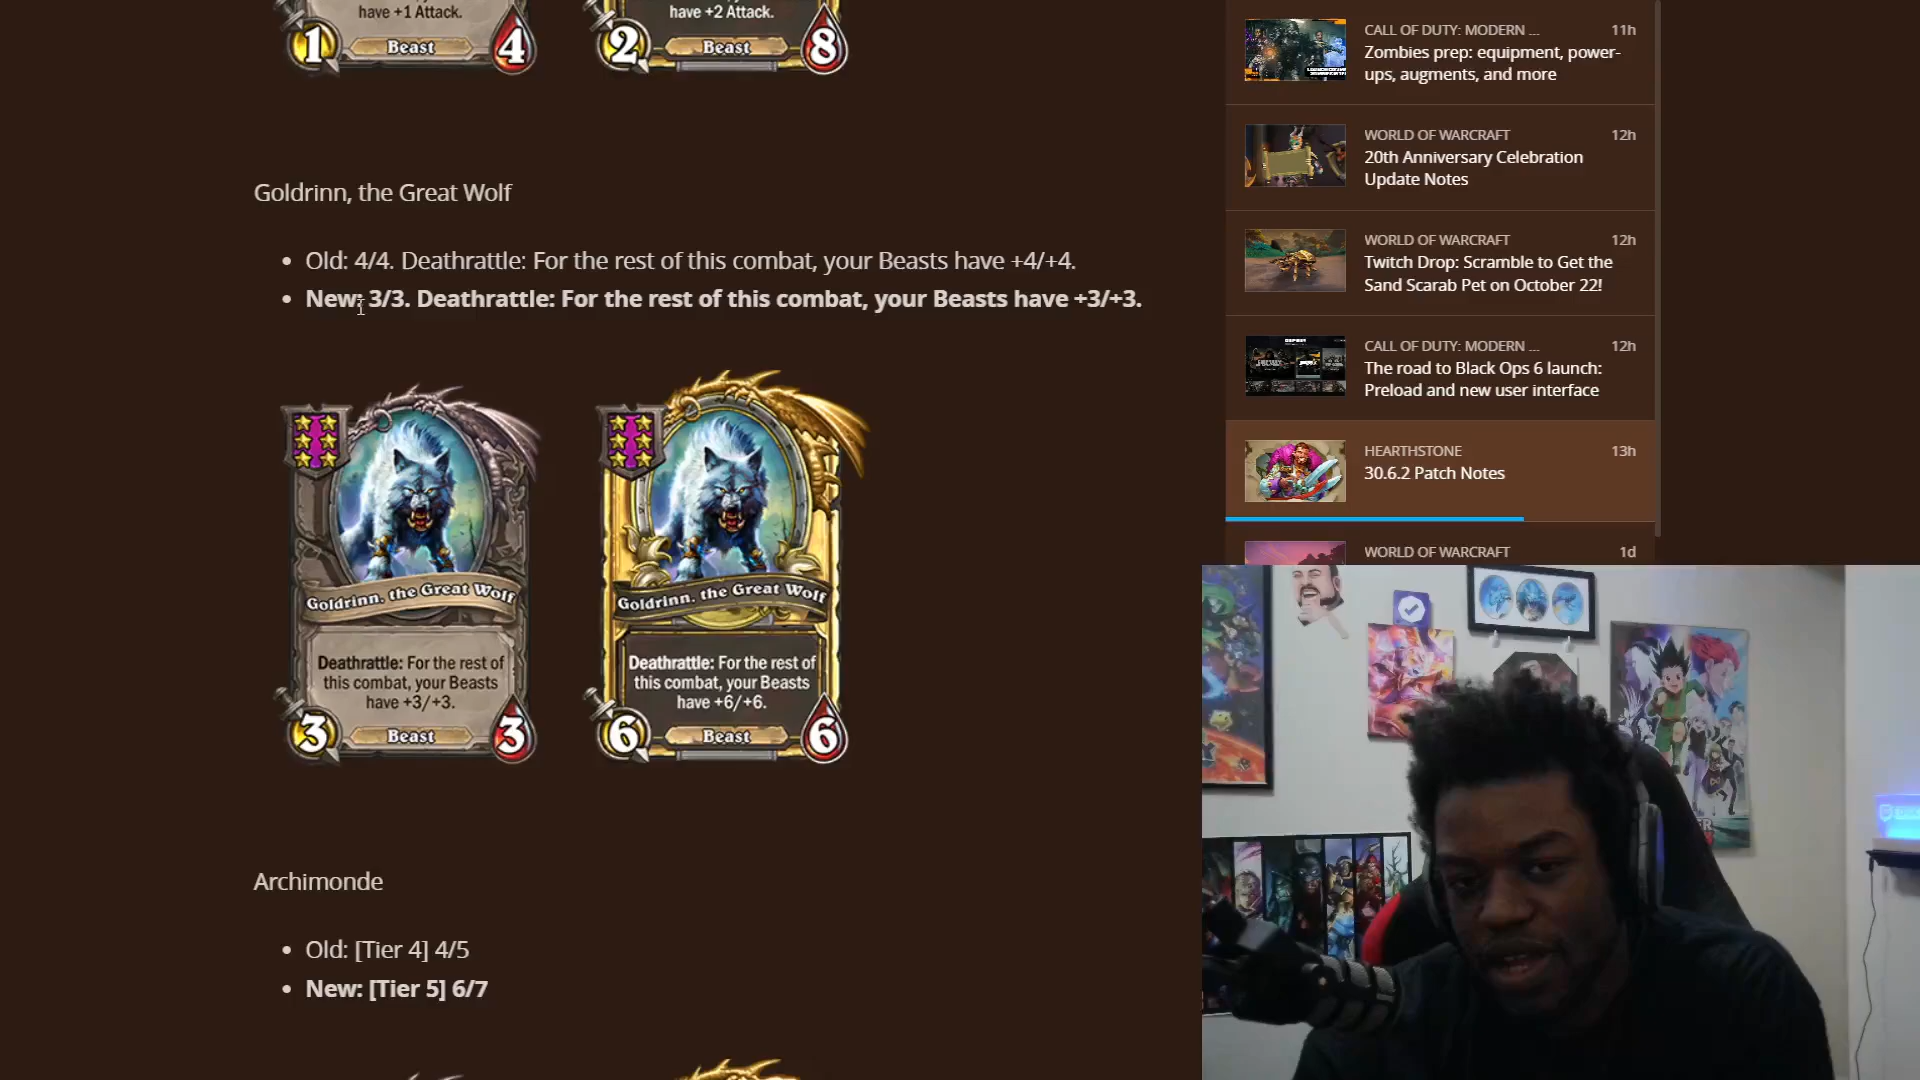 have +1 Attack.
have +2 Attack.
1
Beast
4
2
Beast
8
Goldrinn, the Great Wolf
Old: 4/4. Deathrattle: For the rest of this combat, your Beasts have +4/+4.
New: 3/3. Deathrattle: For the rest of this combat, your Beasts have +3/+3.
Goldrinn, the Great Wolf
Deathrattle: For the rest of
this combat, your Beasts
have +3/+3.
3
Beast
3
Goldrinn, the Great Wolf
Deathrattle: For the rest of
this combat, your Beasts
have +6/+6.
6
Beast
6
Archimonde
Old: [Tier 4] 4/5
New: [Tier 5] 6/7
CALL OF DUTY: MODERN ...
11h
Zombies prep: equipment, power-
ups, augments, and more
WORLD OF WARCRAFT
12h
20th Anniversary Celebration
Update Notes
WORLD OF WARCRAFT
12h
Twitch Drop: Scramble to Get the
Sand Scarab Pet on October 22!
CALL OF DUTY: MODERN ...
12h
The road to Black Ops 6 launch:
Preload and new user interface
HEARTHSTONE
13h
30.6.2 Patch Notes
WORLD OF WARCRAFT
1d